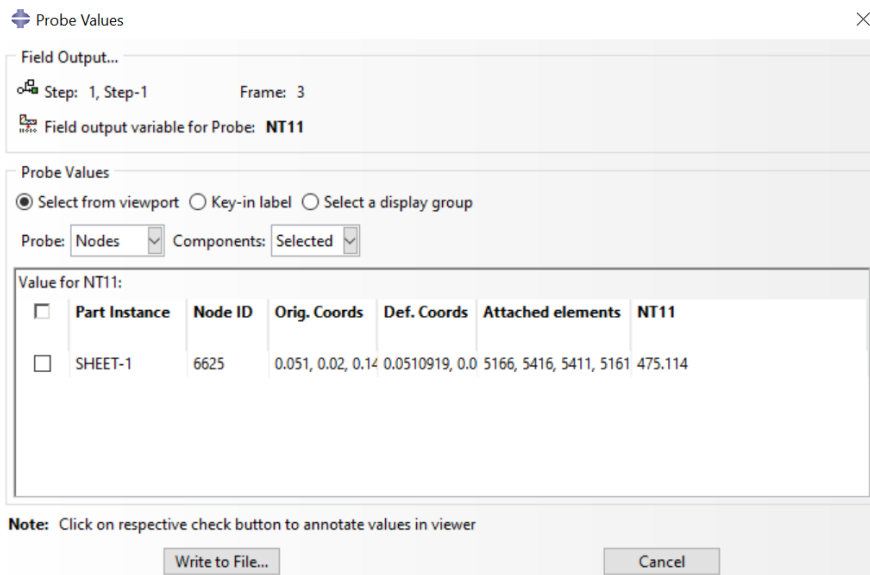 Probe Values
Field Output...
Step: 1, Step-1 Frame: 3
Field output variable for Probe: NT11
Probe Values
Select from viewport Key-in label Select a display group
Probe: Nodes Components: Selected
Value for NT11:
Part Instance Node ID Orig. Coords Def. Coords Attached elements NT11
SHEET-1 6625 0.051, 0.02, 0.14 0.0510919, 0.0 5166, 5416, 5411, 5161 475.114
Note: Click on respective check button to annotate values in viewer
Write to File... Cancel